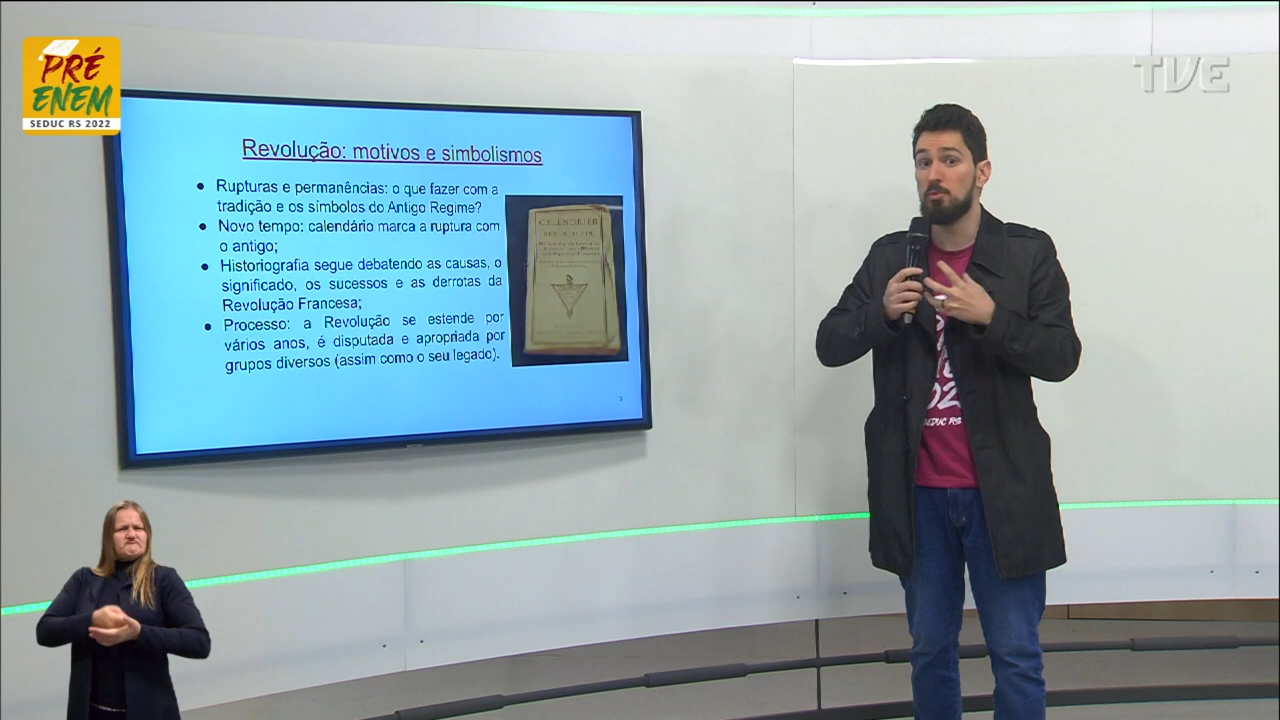 PRÉ
ENEM
SEDUC RS 2022
TVE
Revolução: motivos e simbolismos
• Rupturas e permanências: o que fazer com a
tradição e os símbolos do Antigo Regime?
• Novo tempo: calendário marca a ruptura com
o antigo;
• Historiografia segue debatendo as causas, o
significado, os sucessos e as derrotas da
Revolução Francesa;
• Processo: a Revolução se estende por
vários anos, é disputada e apropriada por
grupos diversos (assim como o seu legado).
CALENDRIER
3
SEDUC RS